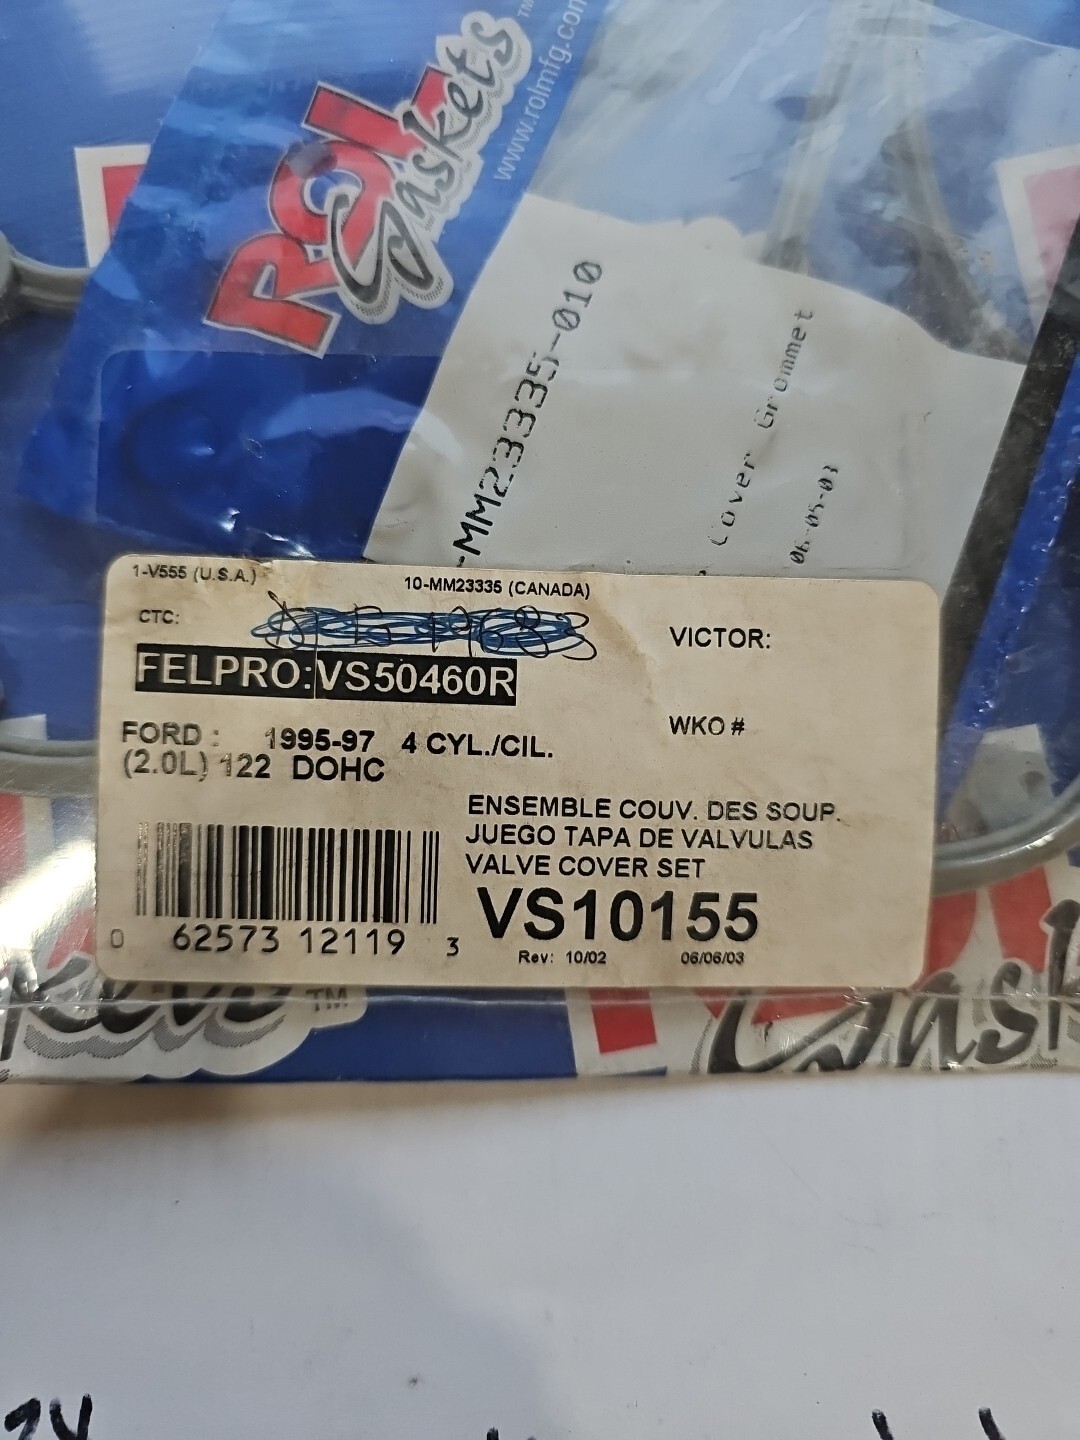 ROL
Gaskets™
www.rolmfg.com
-MM23335-010
Cover Grommet
06-05-03
1-V555 (U.S.A.)
10-MM23335 (CANADA)
CTC:
VICTOR:
FELPRO:VS50460R
WKO #
FORD : 1995-97 4 CYL./CIL.
(2.0L) 122 DOHC
ENSEMBLE COUV. DES SOUP.
JUEGO TAPA DE VALVULAS
VALVE COVER SET
VS10155
0 62573 12119 3
Rev: 10/02 06/06/03
TM